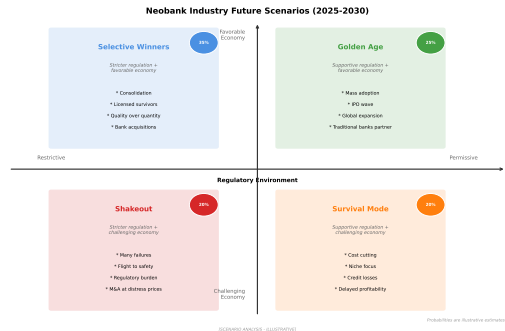 Neobank Industry Future Scenarios (2025-2030)
Favorable
Economy
Selective Winners
35%
Stricter regulation +
favorable economy
* Consolidation
* Licensed survivors
* Quality over quantity
* Bank acquisitions
Golden Age
25%
Supportive regulation +
favorable economy
* Mass adoption
* IPO wave
* Global expansion
* Traditional banks partner
Restrictive
Permissive
Regulatory Environment
Shakeout
20%
Stricter regulation +
challenging economy
* Many failures
* Flight to safety
* Regulatory burden
* M&A at distress prices
Survival Mode
20%
Supportive regulation +
challenging economy
* Cost cutting
* Niche focus
* Credit losses
* Delayed profitability
Challenging
Economy
Probabilities are illustrative estimates
[SCENARIO ANALYSIS - ILLUSTRATIVE]